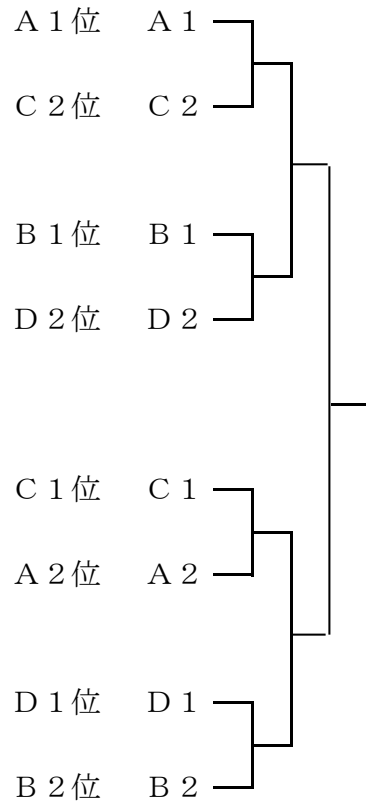 Ａ１位　Ａ１
Ｃ２位　Ｃ２
Ｂ１位　Ｂ１
Ｄ２位　Ｄ２
Ｃ１位　Ｃ１
Ａ２位　Ａ２
Ｄ１位　Ｄ１
Ｂ２位　Ｂ２